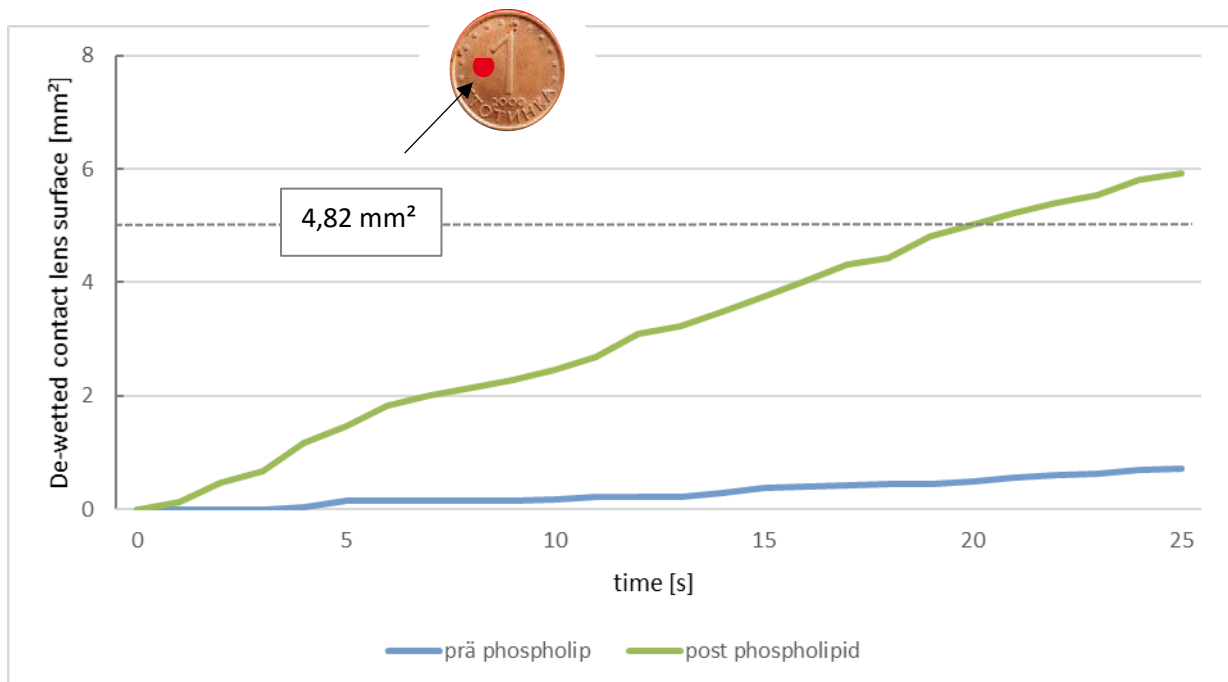 1
2000
СТОТИНКА
4,82 mm²
De-wetted contact lens surface [mm²]
8
6
4
2
0
0 5 10 15 20 25
time [s]
prä phospholip post phospholipid